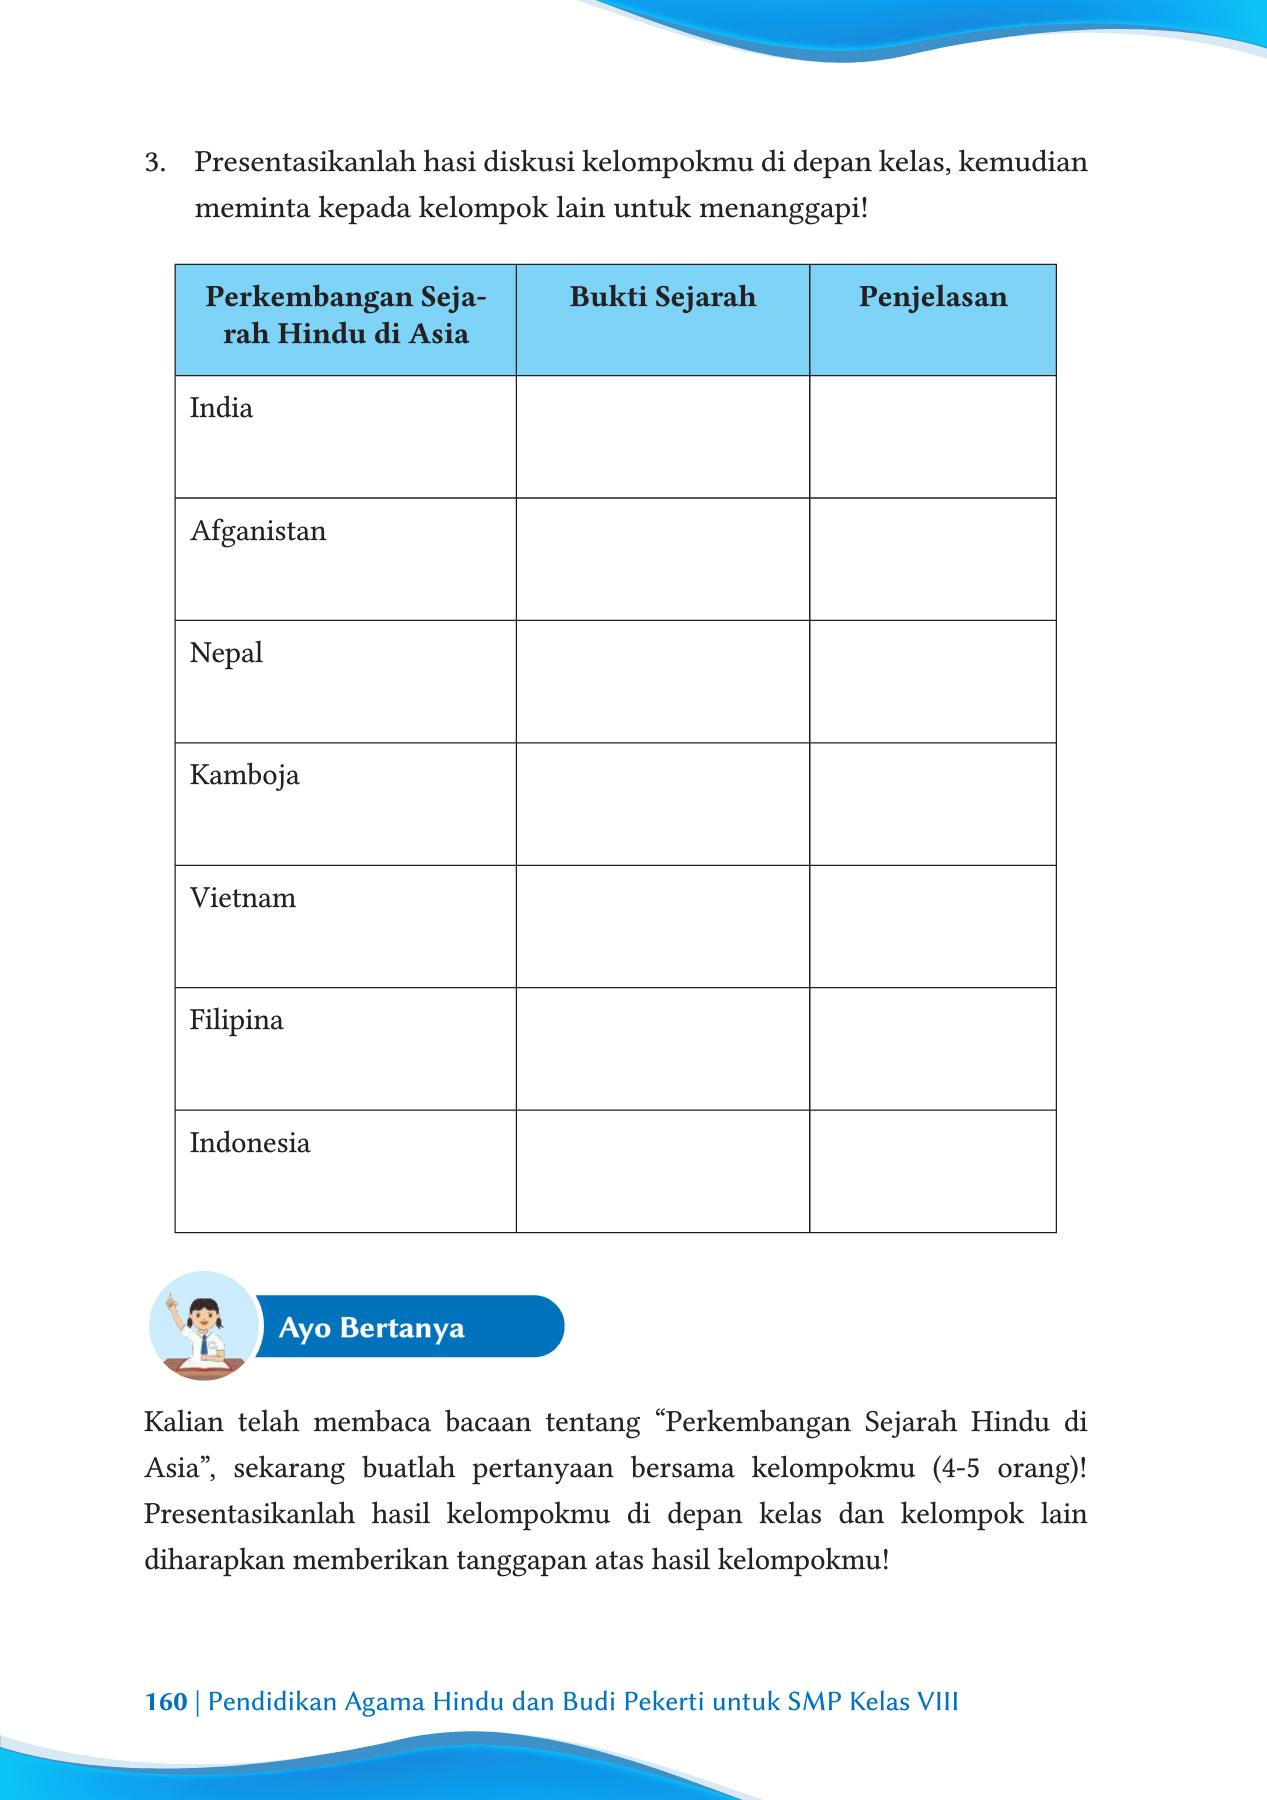 3. Presentasikanlah hasi diskusi kelompokmu di depan kelas, kemudian
meminta kepada kelompok lain untuk menanggapi!
Perkembangan Seja-
rah Hindu di Asia
Bukti Sejarah
Penjelasan
India
Afganistan
Nepal
Kamboja
Vietnam
Filipina
Indonesia
Ayo Bertanya
Kalian telah membaca bacaan tentang “Perkembangan Sejarah Hindu di
Asia”, sekarang buatlah pertanyaan bersama kelompokmu (4-5 orang)!
Presentasikanlah hasil kelompokmu di depan kelas dan kelompok lain
diharapkan memberikan tanggapan atas hasil kelompokmu!
160 | Pendidikan Agama Hindu dan Budi Pekerti untuk SMP Kelas VIII